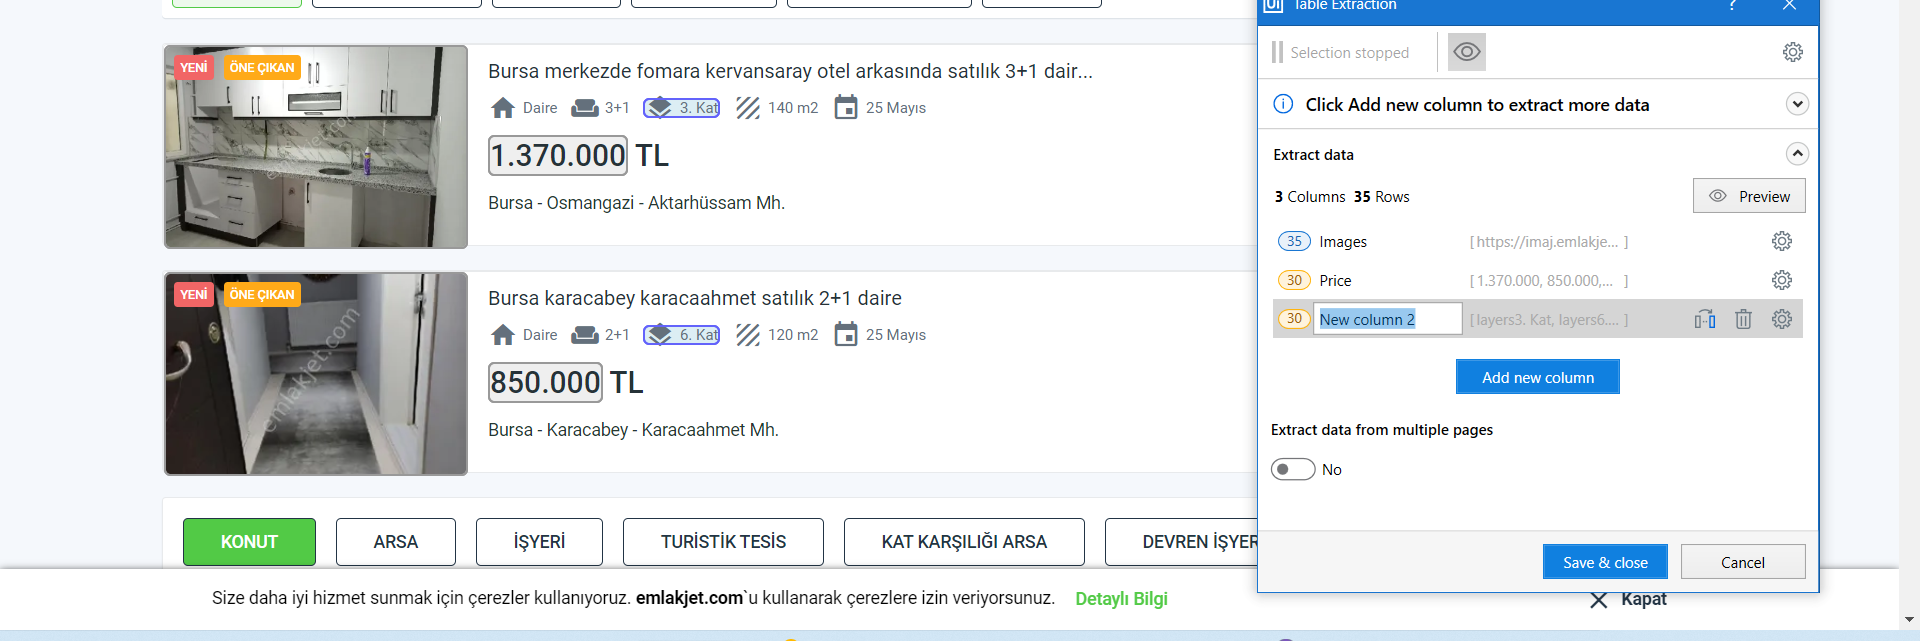 YENİ ÖNE ÇIKAN
Bursa merkezde fomara kervansaray otel arkasında satılık 3+1 dair...
Daire 3+1 3. Kat 140 m2 25 Mayıs
1.370.000 TL
Bursa - Osmangazi - Aktarhüssam Mh.
emlakjet.com
YENİ ÖNE ÇIKAN
Bursa karacabey karacaahmet satılık 2+1 daire
Daire 2+1 6. Kat 120 m2 25 Mayıs
850.000 TL
Bursa - Karacabey - Karacaahmet Mh.
emlakjet.com
KONUT ARSA İŞYERİ TURİSTİK TESİS KAT KARŞILIĞI ARSA DEVREN İŞYER
Size daha iyi hizmet sunmak için çerezler kullanıyoruz. emlakjet.com`u kullanarak çerezlere izin veriyorsunuz. Detaylı Bilgi
Kapat
Ui Table Extraction ?
Selection stopped
Click Add new column to extract more data
Extract data
3 Columns 35 Rows Preview
35 Images [ https://imaj.emlakje... ]
30 Price [ 1.370.000, 850.000,... ]
30 New column 2 [ layers3. Kat, layers6.... ]
Add new column
Extract data from multiple pages
No
Save & close Cancel